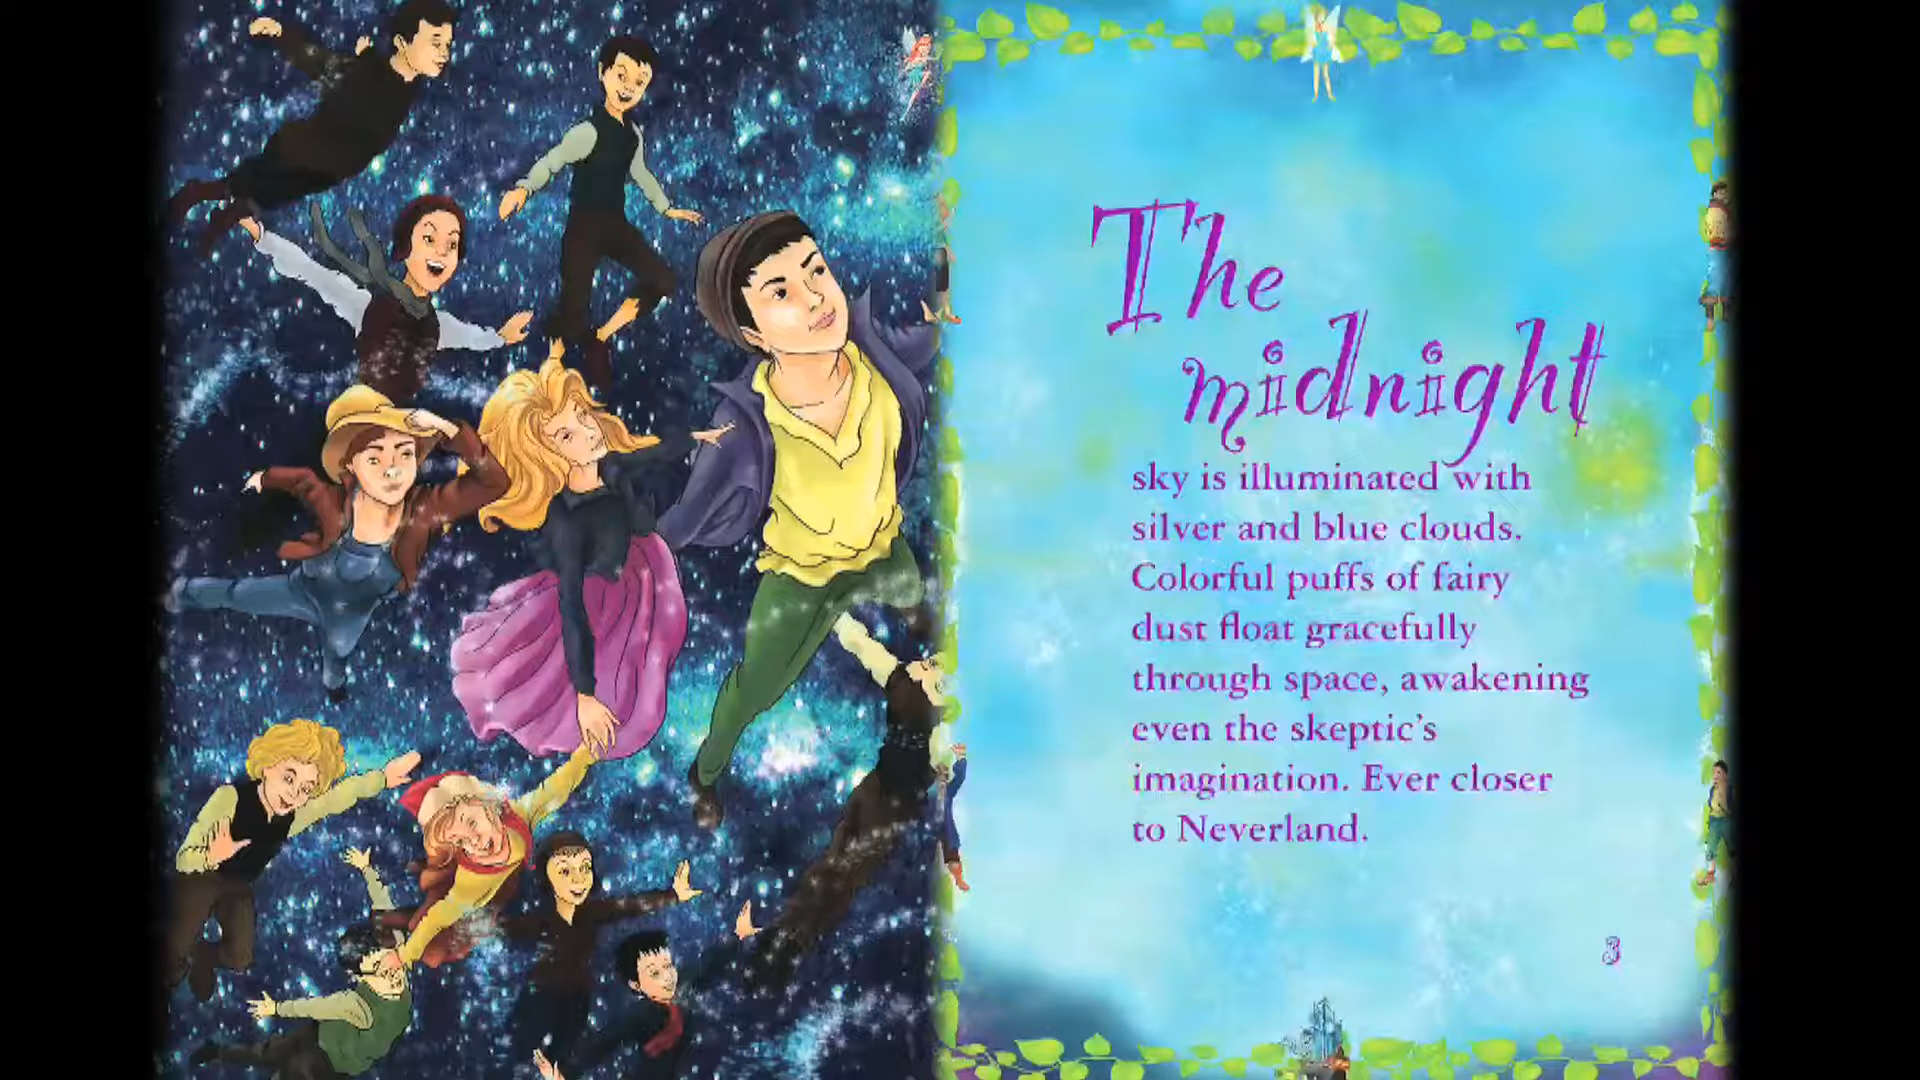 The
midnight
sky is illuminated with
silver and blue clouds.
Colorful puffs of fairy
dust float gracefully
through space, awakening
even the skeptic’s
imagination. Ever closer
to Neverland.
3